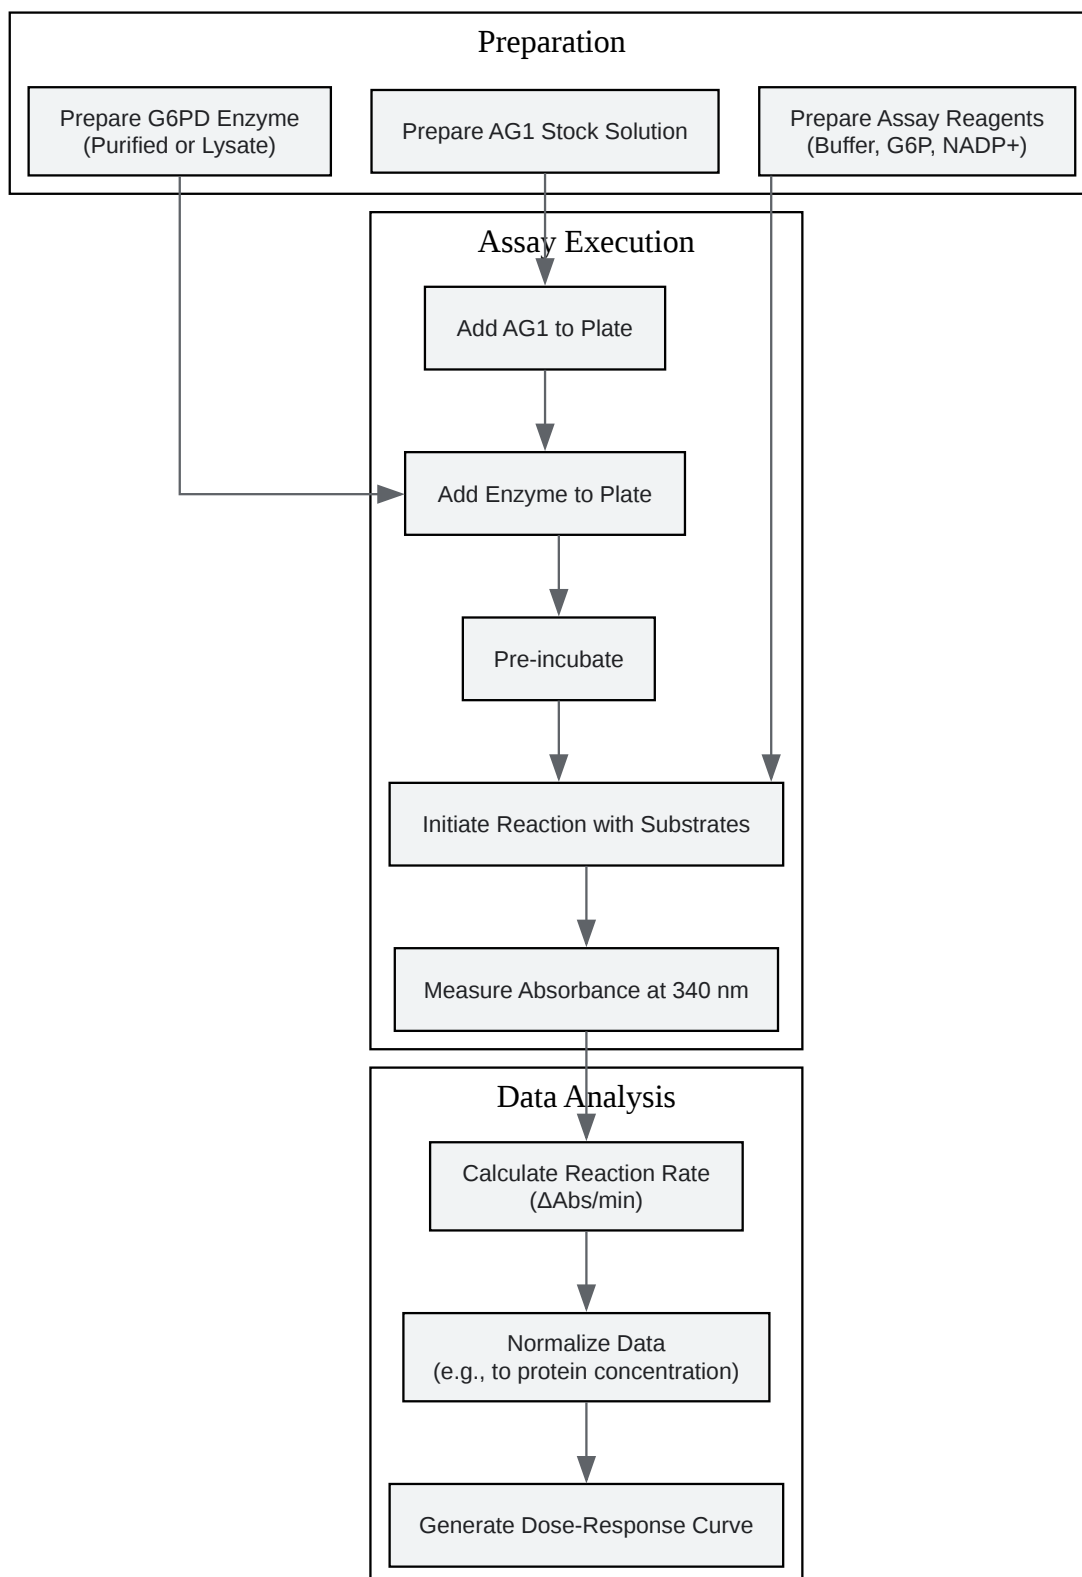 Preparation
Prepare G6PD Enzyme
(Purified or Lysate)
Prepare AG1 Stock Solution
Prepare Assay Reagents
(Buffer, G6P, NADP+)
Assay Execution
Add AG1 to Plate
Add Enzyme to Plate
Pre-incubate
Initiate Reaction with Substrates
Measure Absorbance at 340 nm
Data Analysis
Calculate Reaction Rate
(ΔAbs/min)
Normalize Data
(e.g., to protein concentration)
Generate Dose-Response Curve